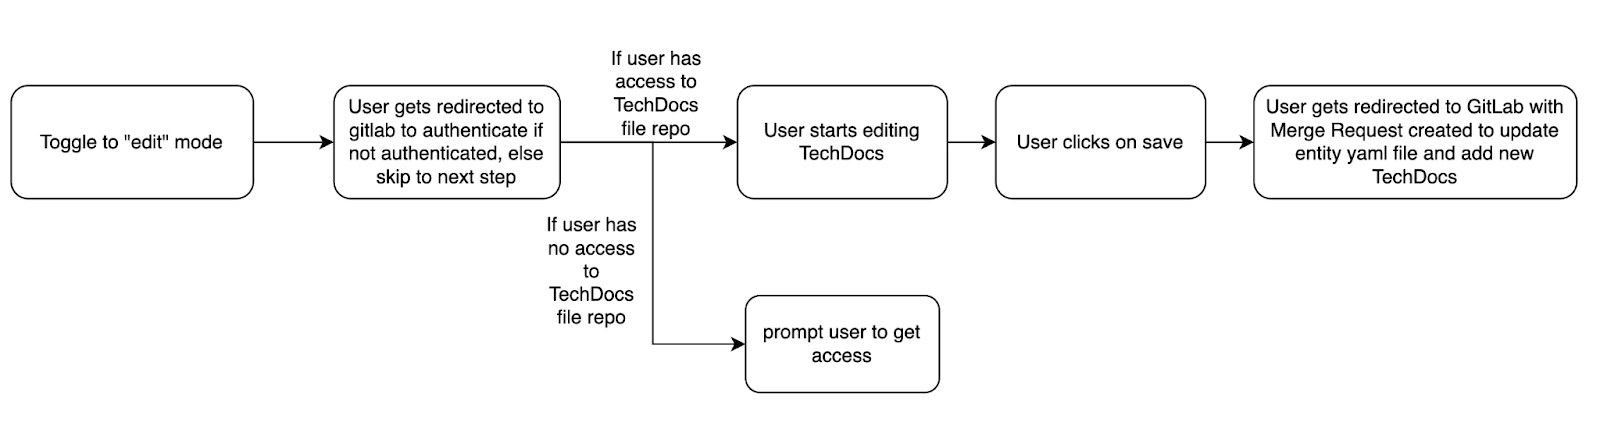 Toggle to "edit" mode
User gets redirected to
gitlab to authenticate if
not authenticated, else
skip to next step
If user has
access to
TechDocs
file repo
User starts editing
TechDocs
User clicks on save
User gets redirected to GitLab with
Merge Request created to update
entity yaml file and add new
TechDocs
If user has
no access
to
TechDocs
file repo
prompt user to get
access